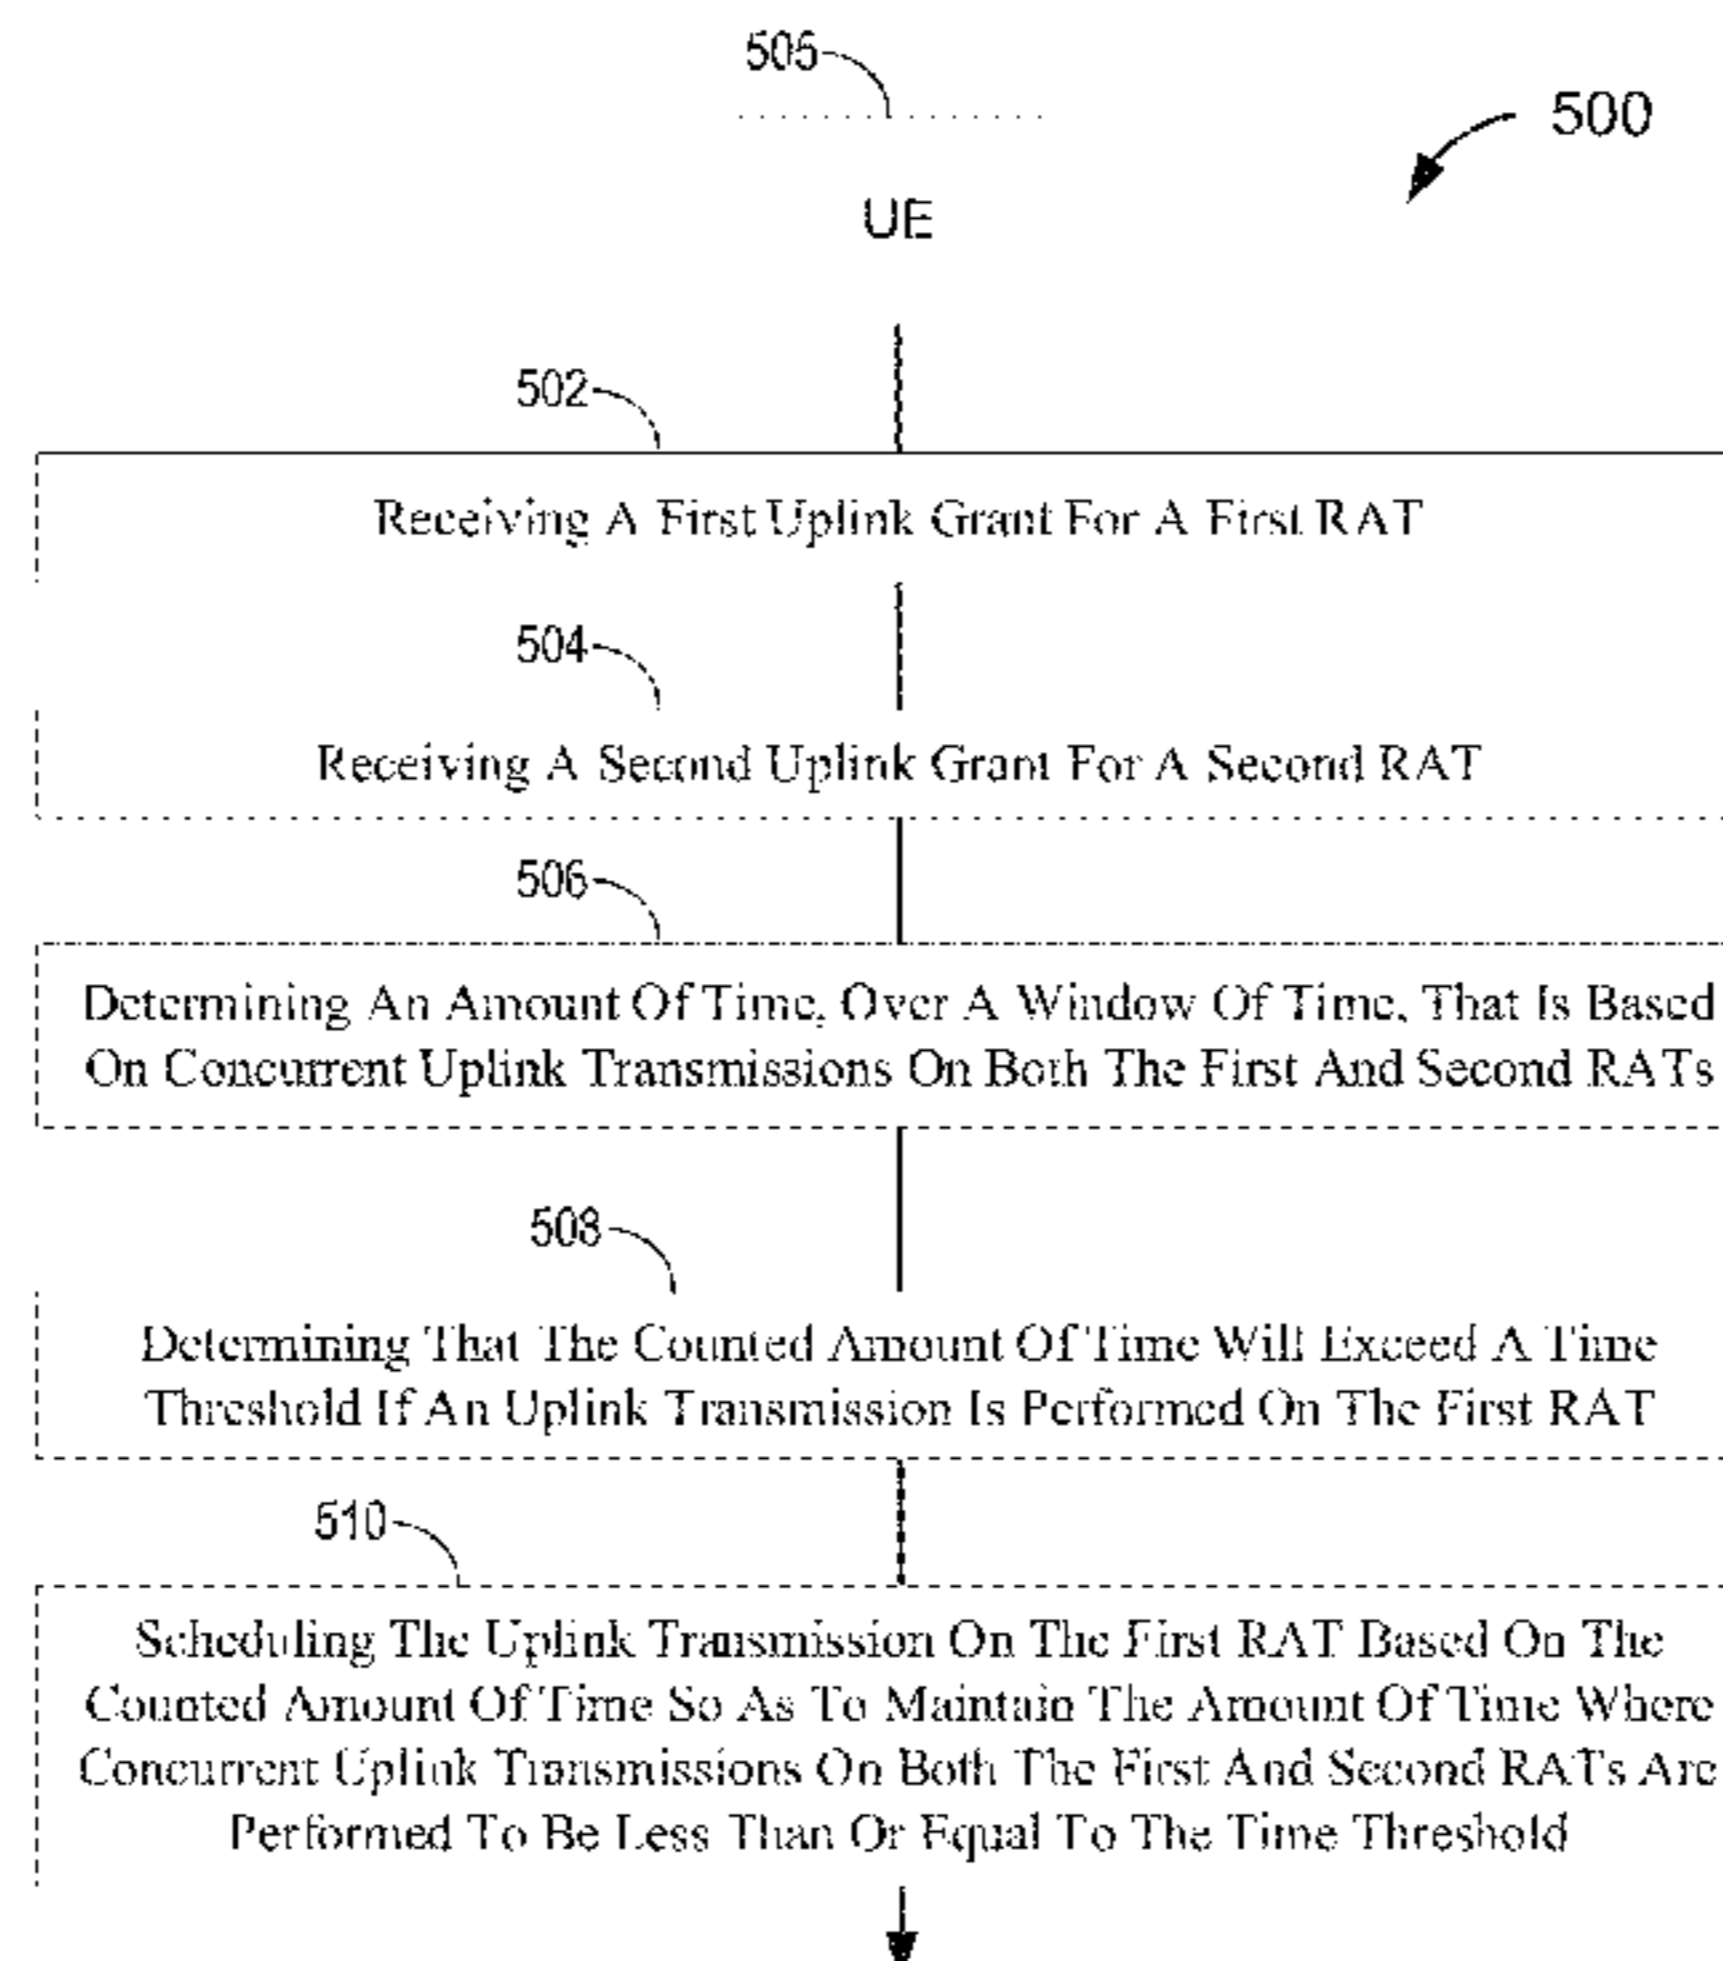 505
500
UE
502
Receiving A First Uplink Grant For A First RAT
504
Receiving A Second Uplink Grant For A Second RAT
506
Determining An Amount Of Time, Over A Window Of Time, That Is Based
On Concurrent Uplink Transmissions On Both The First And Second RATs
508
Determining That The Counted Amount Of Time Will Exceed A Time
Threshold If An Uplink Transmission Is Performed On The First RAT
510
Scheduling The Uplink Transmission On The First RAT Based On The
Counted Amount Of Time So As To Maintain The Amount Of Time Where
Concurrent Uplink Transmissions On Both The First And Second RATs Are
Performed To Be Less Than Or Equal To The Time Threshold